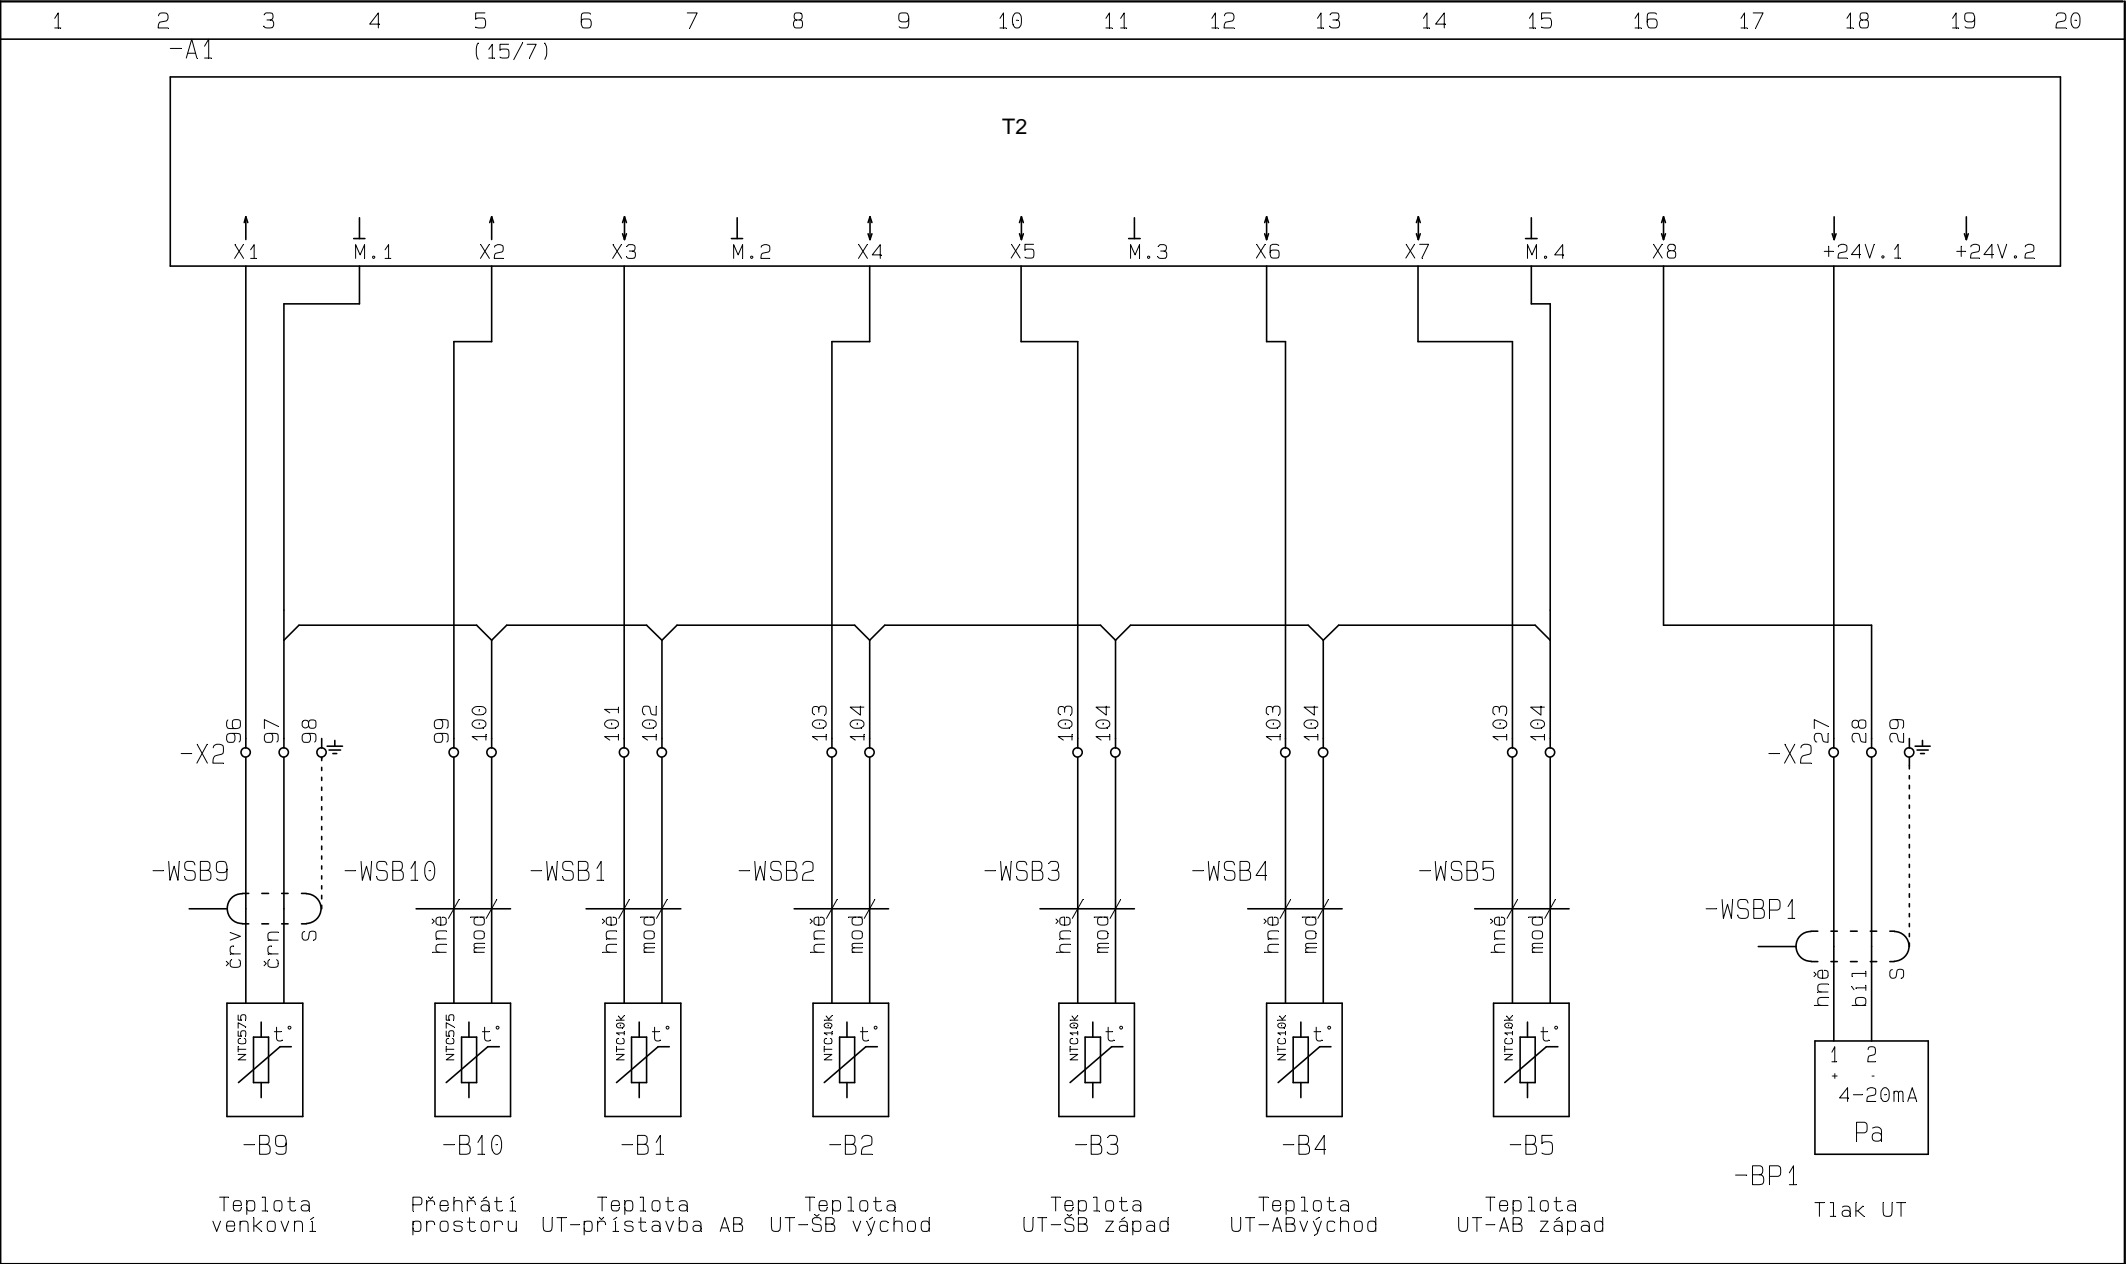 1 2 3 4 5 6 7 8 9 10 11 12 13 14 15 16 17 18 19 20
-A1 (15/7)
T2
X1 M.1 X2 X3 M.2 X4 X5 M.3 X6 X7 M.4 X8 +24V.1 +24V.2
96 97 98 99 100 101 102 103 104 103 104 103 104 103 104 27 28 29
-X2 -X2
-WSB9 -WSB10 -WSB1 -WSB2 -WSB3 -WSB4 -WSB5
-WSBP1
črv črn S hně mod hně mod hně mod hně mod hně mod hně mod
hně bíl S
NTC575 t° NTC575 t° NTC10k t° NTC10k t° NTC10k t° NTC10k t° NTC10k t°
1 2
+ -
4-20mA
Pa
-B9 -B10 -B1 -B2 -B3 -B4 -B5
-BP1
Teplota Přehřátí Teplota Teplota Teplota Teplota Teplota
venkovní prostoru UT-přístavba AB UT-ŠB východ UT-ŠB západ UT-ABvýchod UT-AB západ
Tlak UT